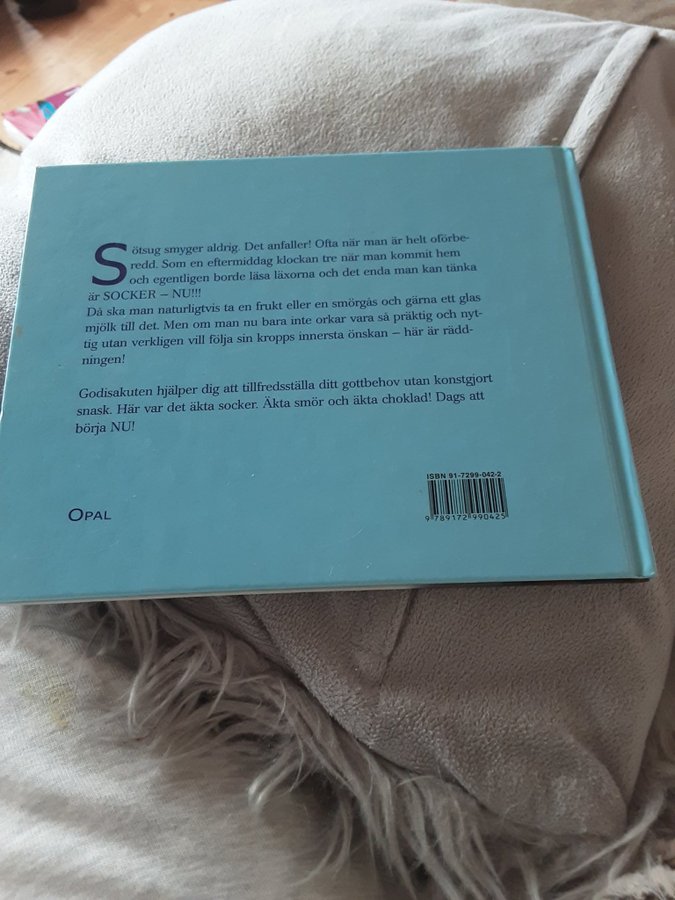 Sötsug smyger aldrig. Det anfaller! Ofta när man är helt oförbe-
redd. Som en eftermiddag klockan tre när man kommit hem
och egentligen borde läsa läxorna och det enda man kan tänka
är SOCKER – NU!!!
Då ska man naturligtvis ta en frukt eller en smörgås och gärna ett glas
mjölk till det. Men om man nu bara inte orkar vara så präktig och nyt-
tig utan verkligen vill följa sin kropps innersta önskan – här är rädd-
ningen!
Godisakuten hjälper dig att tillfredsställa ditt gottbehov utan konstgjort
snask. Här var det äkta socker. Äkta smör och äkta choklad! Dags att
börja NU!
OPAL
ISBN 91-7299-042-2
9 789172 990425